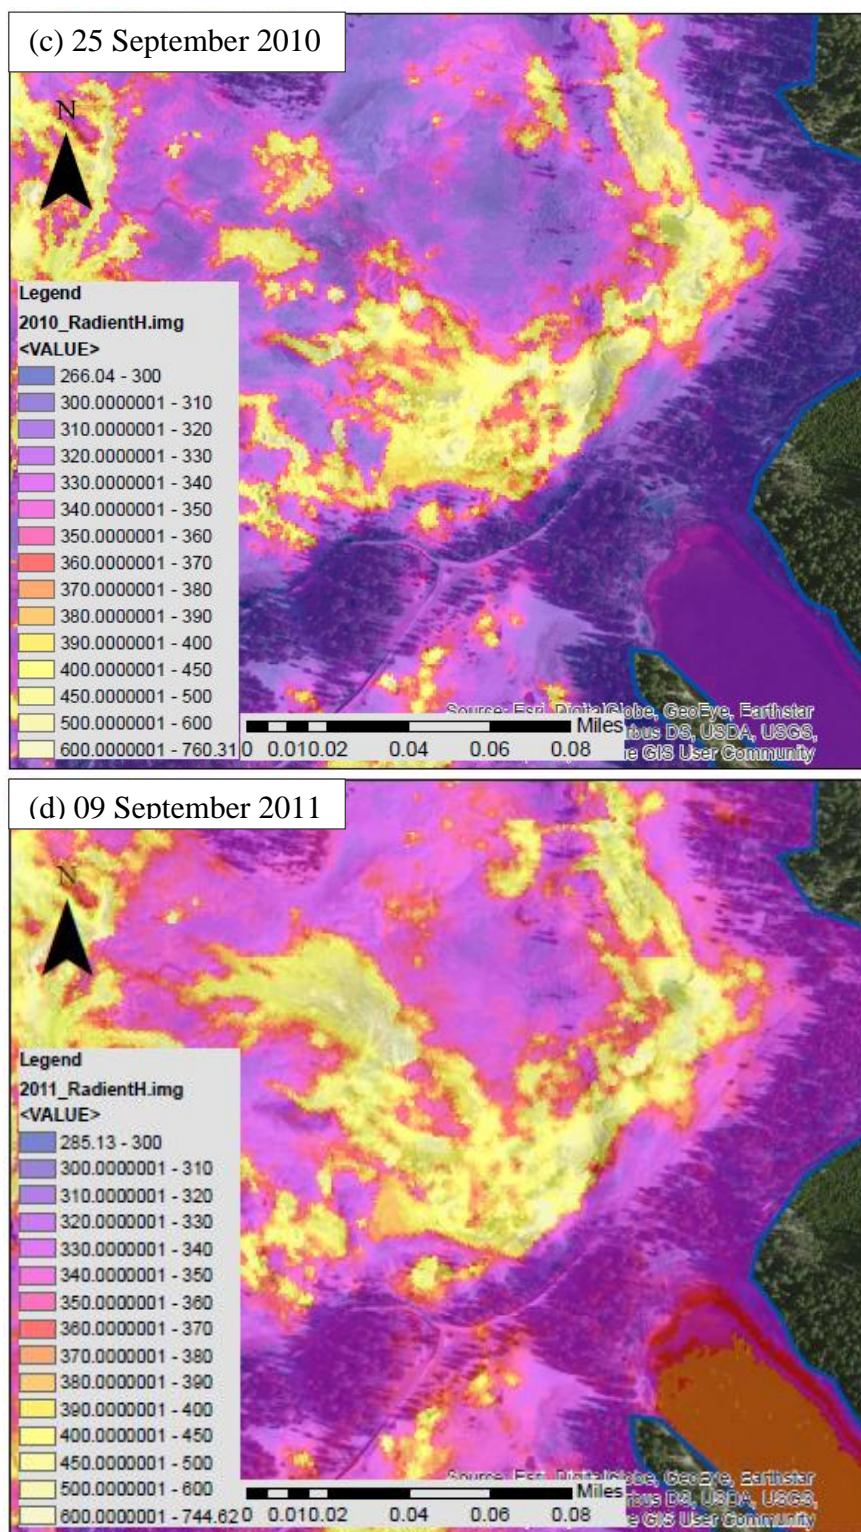 (c) 25 September 2010
N
Legend
2010_RadientH.img
<VALUE>
266.04 - 300
300.0000001 - 310
310.0000001 - 320
320.0000001 - 330
330.0000001 - 340
340.0000001 - 350
350.0000001 - 360
360.0000001 - 370
370.0000001 - 380
380.0000001 - 390
390.0000001 - 400
400.0000001 - 450
450.0000001 - 500
500.0000001 - 600
600.0000001 - 760.31
Source: Esri, DigitalGlobe, GeoEye, Earthstar
Miles
DS, USDA, USGS,
0 0.010.02 0.04 0.06 0.08
GIS User Community
(d) 09 September 2011
N
Legend
2011_RadientH.img
<VALUE>
285.13 - 300
300.0000001 - 310
310.0000001 - 320
320.0000001 - 330
330.0000001 - 340
340.0000001 - 350
350.0000001 - 360
360.0000001 - 370
370.0000001 - 380
380.0000001 - 390
390.0000001 - 400
400.0000001 - 450
450.0000001 - 500
500.0000001 - 600
600.0000001 - 744.62
Source: Esri, DigitalGlobe, GeoEye, Earthstar
Miles
DS, USDA, USGS,
0 0.010.02 0.04 0.06 0.08
GIS User Community